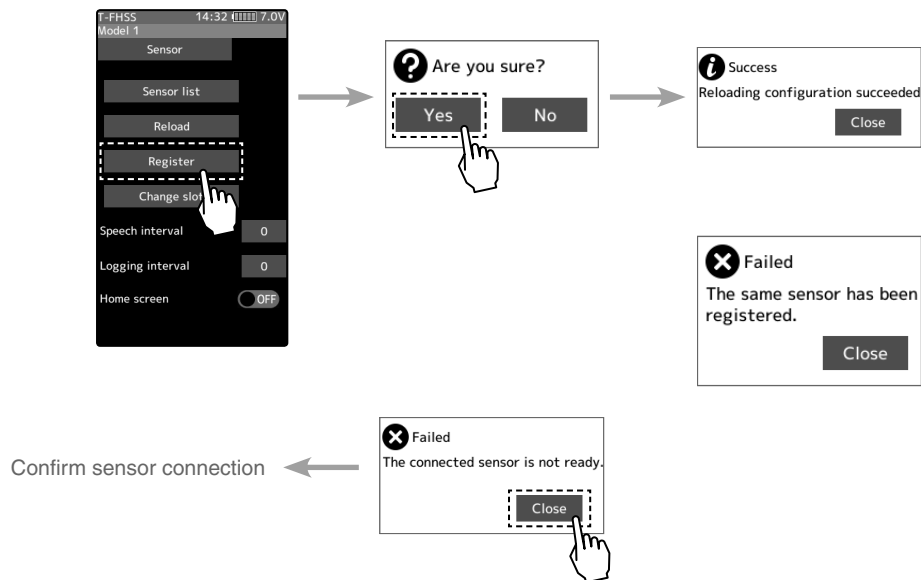 T-FHSS 14:32 7.0V
Model 1
Sensor
Sensor list
Reload
Register
Change slot
Speech interval 0
Logging interval 0
Home screen OFF
Are you sure?
Yes No
Success
Reloading configuration succeeded
Close
Failed
The same sensor has been
registered.
Close
Failed
The connected sensor is not ready.
Close
Confirm sensor connection